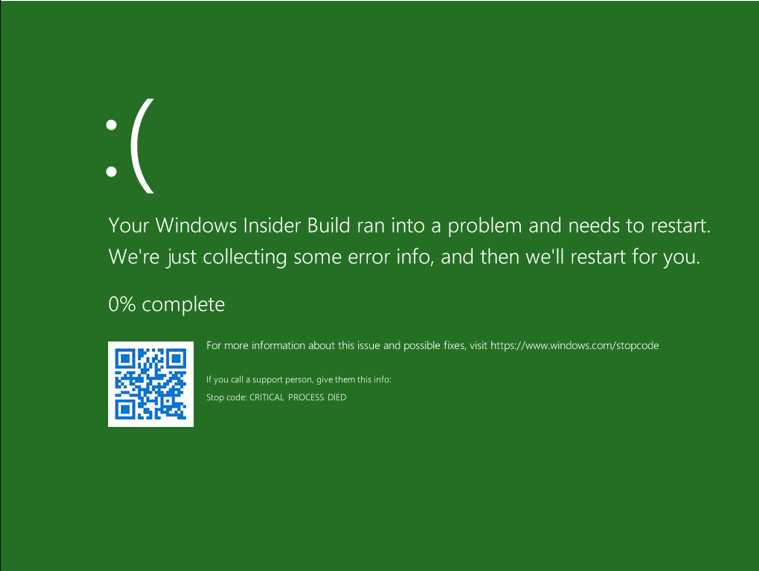 :(
Your Windows Insider Build ran into a problem and needs to restart.
We're just collecting some error info, and then we'll restart for you.
0% complete
For more information about this issue and possible fixes, visit https://www.windows.com/stopcode
If you call a support person, give them this info:
Stop code: CRITICAL PROCESS DIED